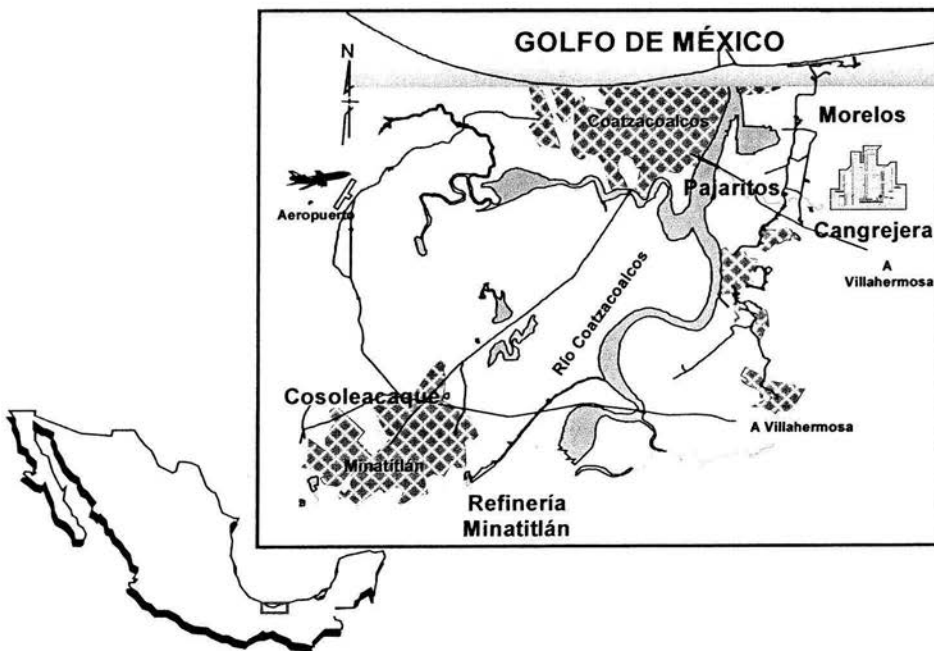 GOLFO DE MÉXICO
N
Coatzacoalcos
Morelos
Aeropuerto
Pajaritos
Cangrejera
A
Villahermosa
Río Coatzacoalcos
Cosoleacaque
A Villahermosa
Minatitlán
Refinería
Minatitlán